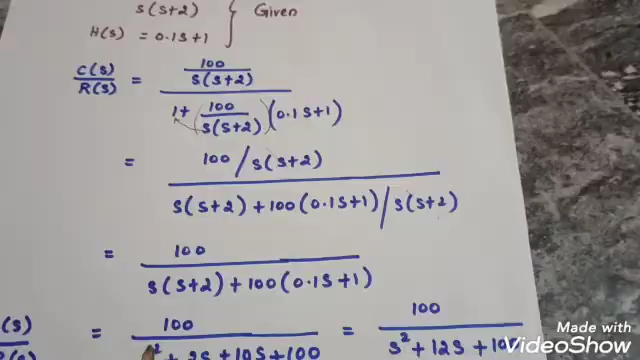 s(s+2) } Given
H(s) = 0.1s+1
C(s)/R(s) = 100/s(s+2)
1+ (100/s(s+2)) (0.1s+1)
= 100/s(s+2)
s(s+2)+100(0.1s+1)/s(s+2)
= 100
s(s+2)+100(0.1s+1)
= 100 = 100
+ 2s + 10s + 100
s² + 12s +
Made with
VideoShow